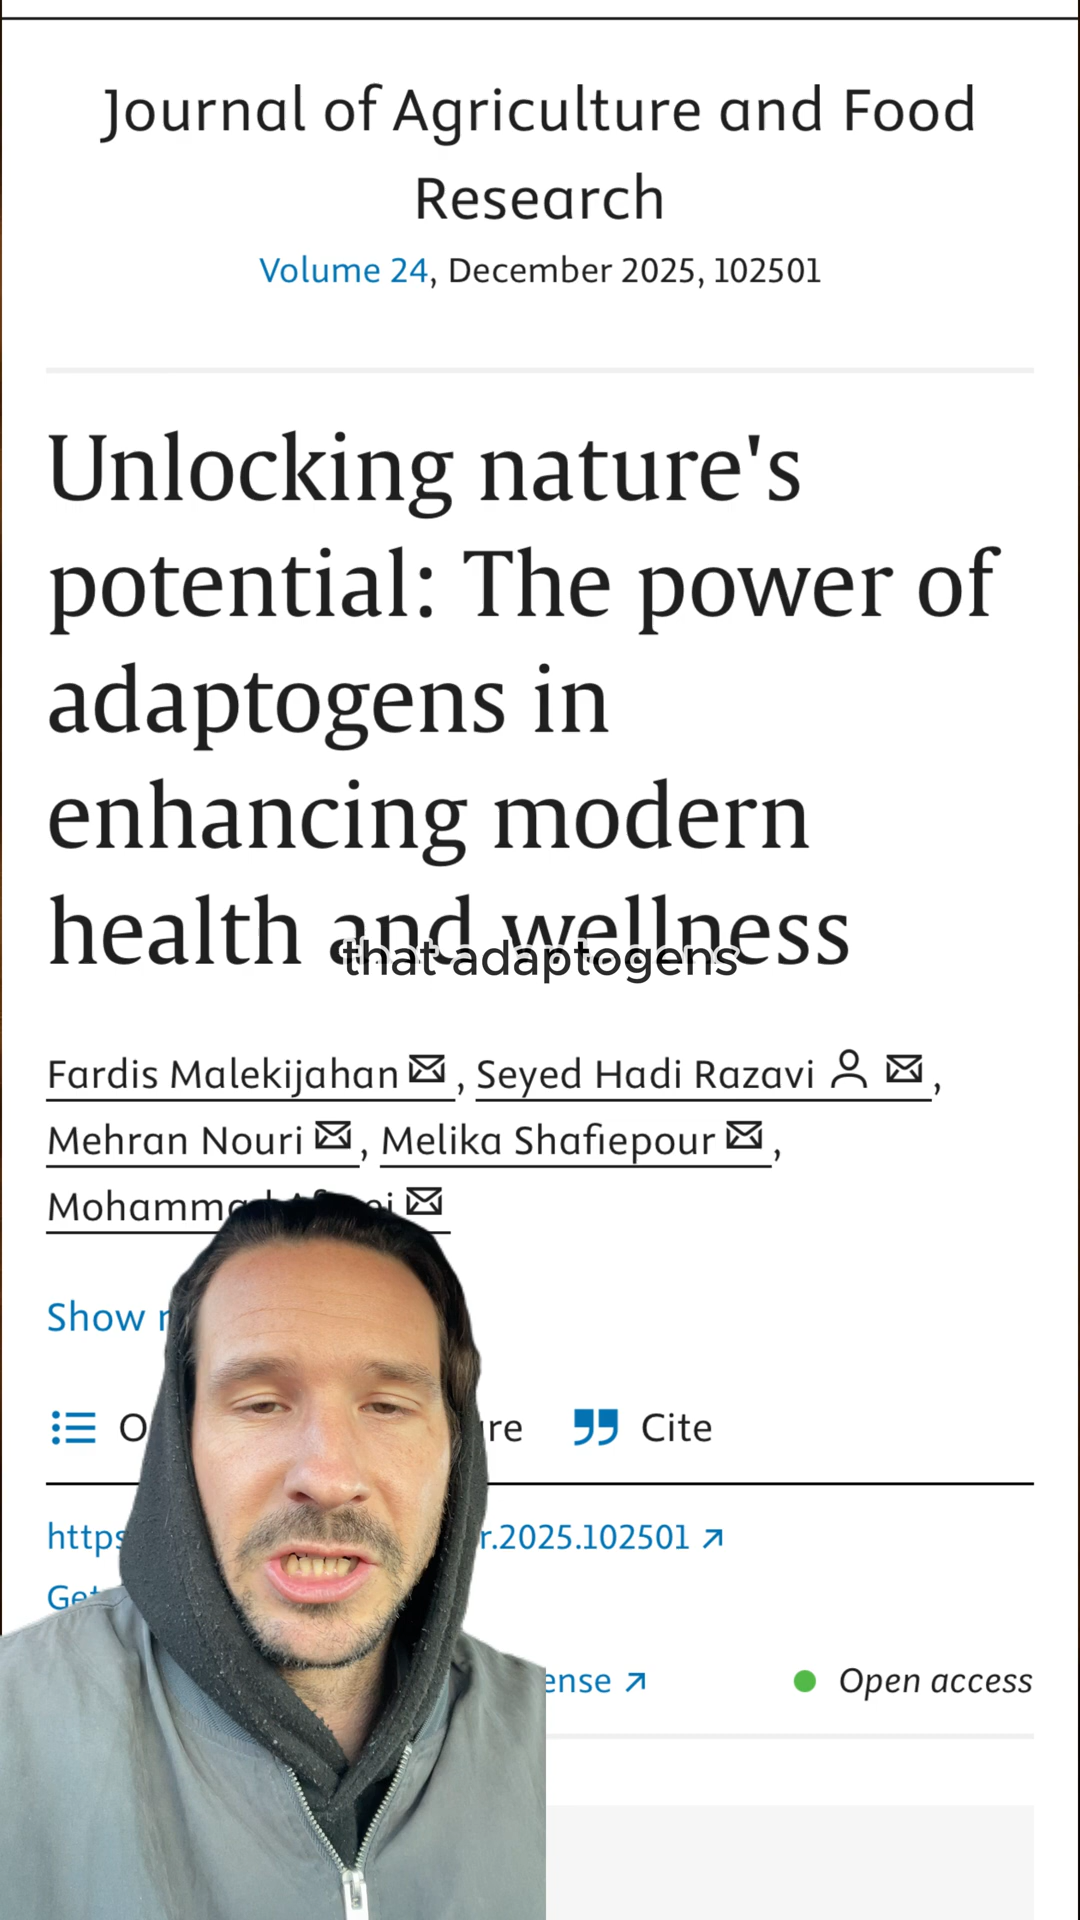 Journal of Agriculture and Food
Research
Volume 24, December 2025, 102501
Unlocking nature's
potential: The power of
adaptogens in
enhancing modern
health and wellness
that adaptogens
Fardis Malekijahan, Seyed Hadi Razavi,
Mehran Nouri, Melika Shafiepour,
Show
Cite
https r.2025.102501
Open access